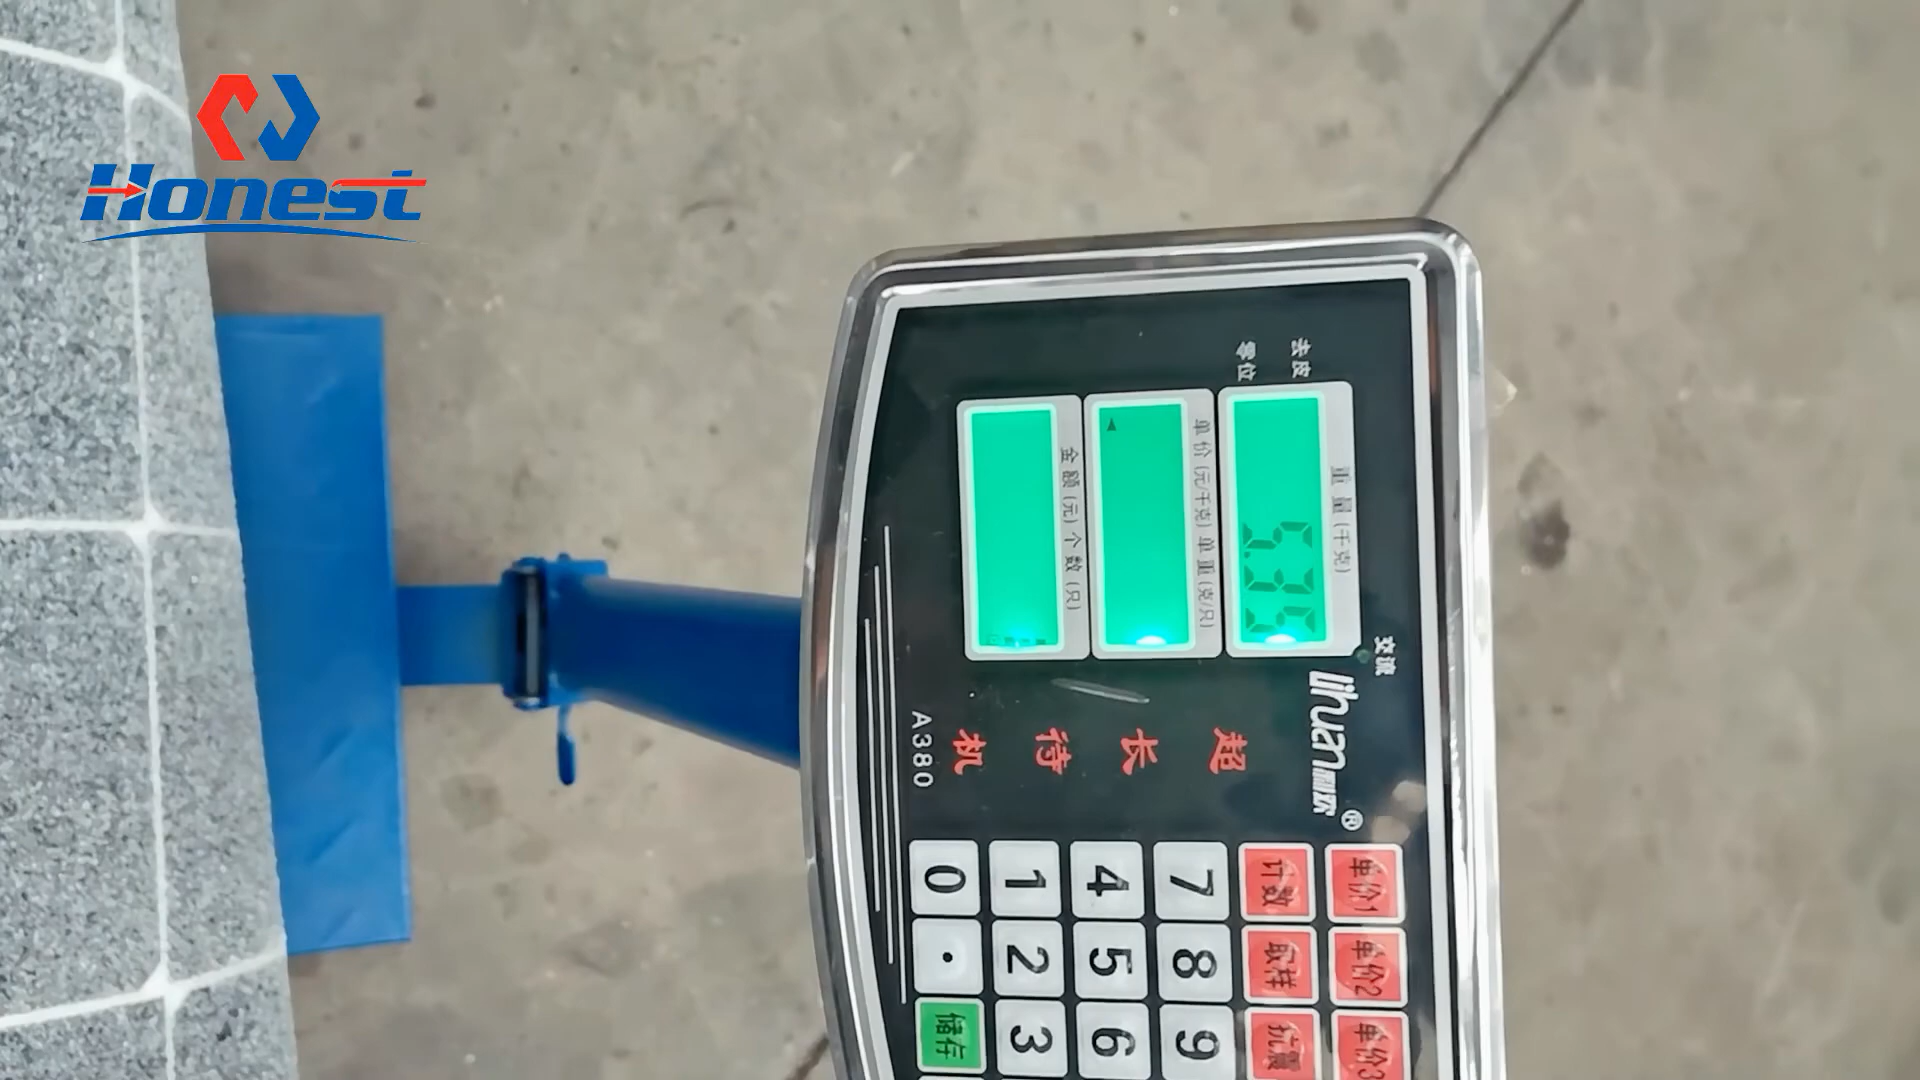 Honest
去皮
零位
重量(千克)
单价(元/千克)单重(克/只)
金额(元)个数(只)
交流
lihuan ®
超长待机
A380
单价1 单价2 单价3
计数 取样 抗震
7 8 9
4 5 6
1 2 3
0 . 储存